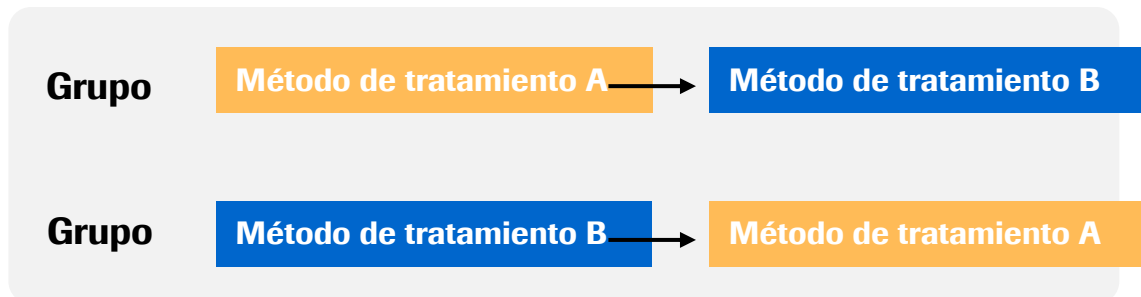 Grupo Método de tratamiento A Método de tratamiento B
Grupo Método de tratamiento B Método de tratamiento A